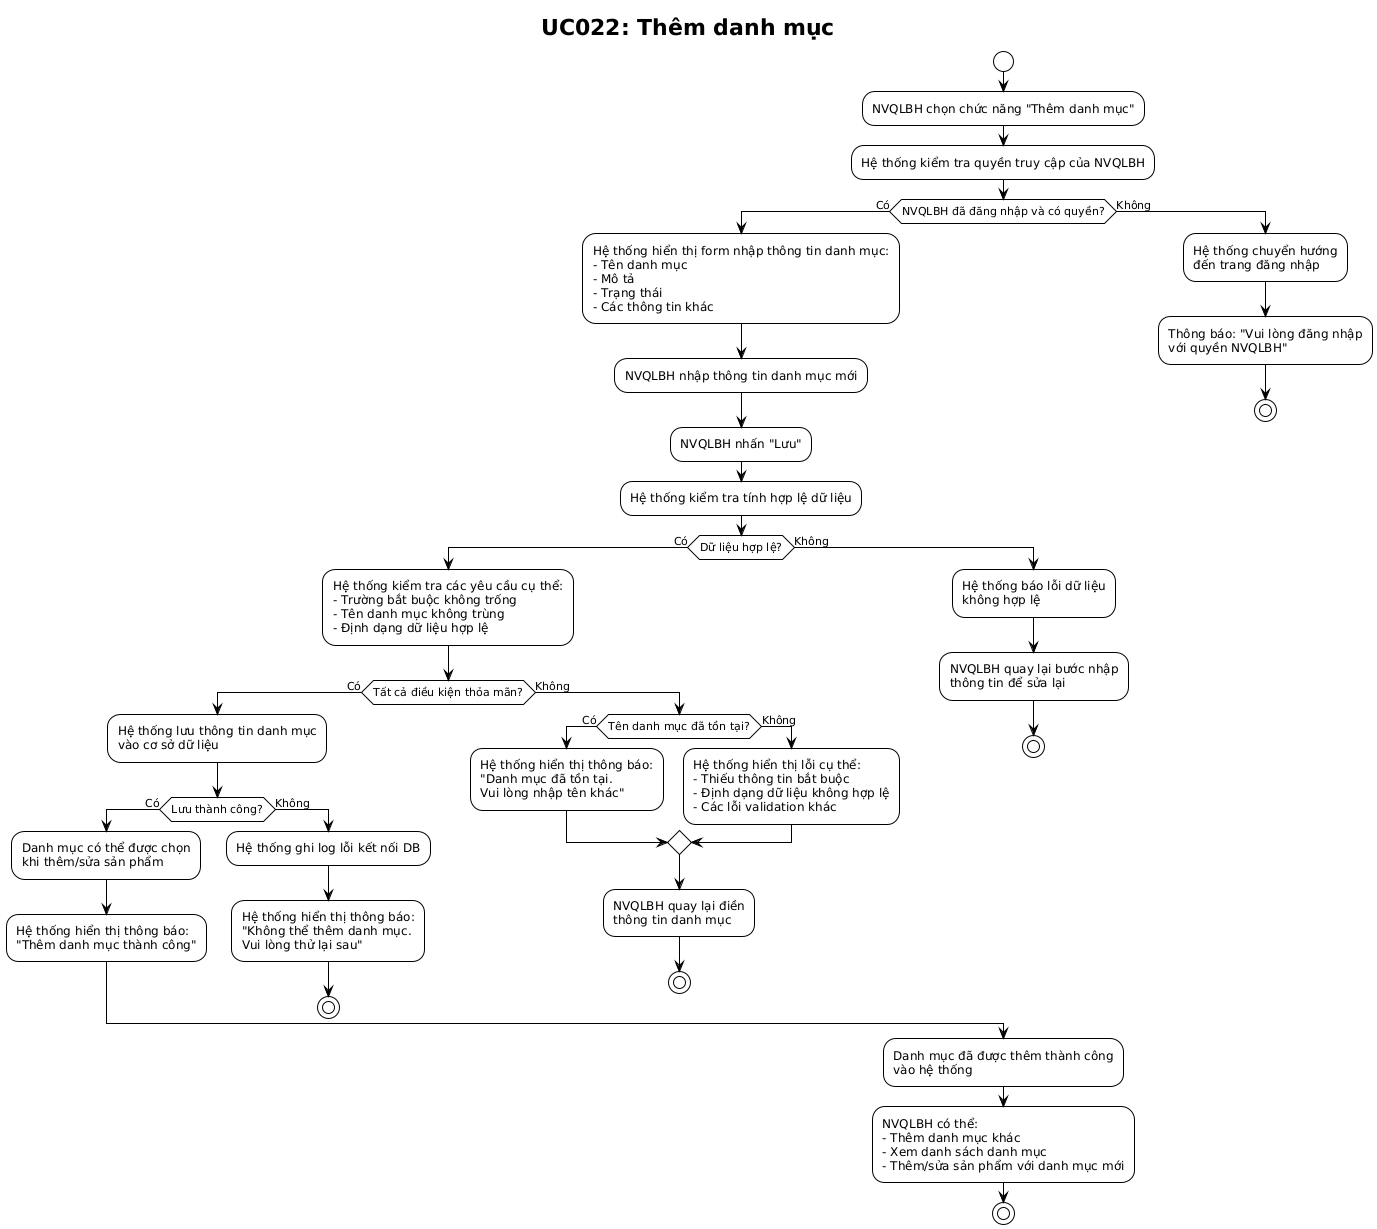 UC022: Thêm danh mục
NVQLBH chọn chức năng "Thêm danh mục"
Hệ thống kiểm tra quyền truy cập của NVQLBH
NVQLBH đã đăng nhập và có quyền?
Có
Không
Hệ thống hiển thị form nhập thông tin danh mục:
- Tên danh mục
- Mô tả
- Trạng thái
- Các thông tin khác
Hệ thống chuyển hướng
đến trang đăng nhập
Thông báo: "Vui lòng đăng nhập
với quyền NVQLBH"
NVQLBH nhập thông tin danh mục mới
NVQLBH nhấn "Lưu"
Hệ thống kiểm tra tính hợp lệ dữ liệu
Dữ liệu hợp lệ?
Có
Không
Hệ thống kiểm tra các yêu cầu cụ thể:
- Trường bắt buộc không trống
- Tên danh mục không trùng
- Định dạng dữ liệu hợp lệ
Hệ thống báo lỗi dữ liệu
không hợp lệ
NVQLBH quay lại bước nhập
thông tin để sửa lại
Tất cả điều kiện thỏa mãn?
Có
Không
Hệ thống lưu thông tin danh mục
vào cơ sở dữ liệu
Tên danh mục đã tồn tại?
Có
Không
Hệ thống hiển thị thông báo:
"Danh mục đã tồn tại.
Vui lòng nhập tên khác"
Hệ thống hiển thị lỗi cụ thể:
- Thiếu thông tin bắt buộc
- Định dạng dữ liệu không hợp lệ
- Các lỗi validation khác
Lưu thành công?
Có
Không
Danh mục có thể được chọn
khi thêm/sửa sản phẩm
Hệ thống ghi log lỗi kết nối DB
Hệ thống hiển thị thông báo:
"Thêm danh mục thành công"
Hệ thống hiển thị thông báo:
"Không thể thêm danh mục.
Vui lòng thử lại sau"
NVQLBH quay lại điền
thông tin danh mục
Danh mục đã được thêm thành công
vào hệ thống
NVQLBH có thể:
- Thêm danh mục khác
- Xem danh sách danh mục
- Thêm/sửa sản phẩm với danh mục mới